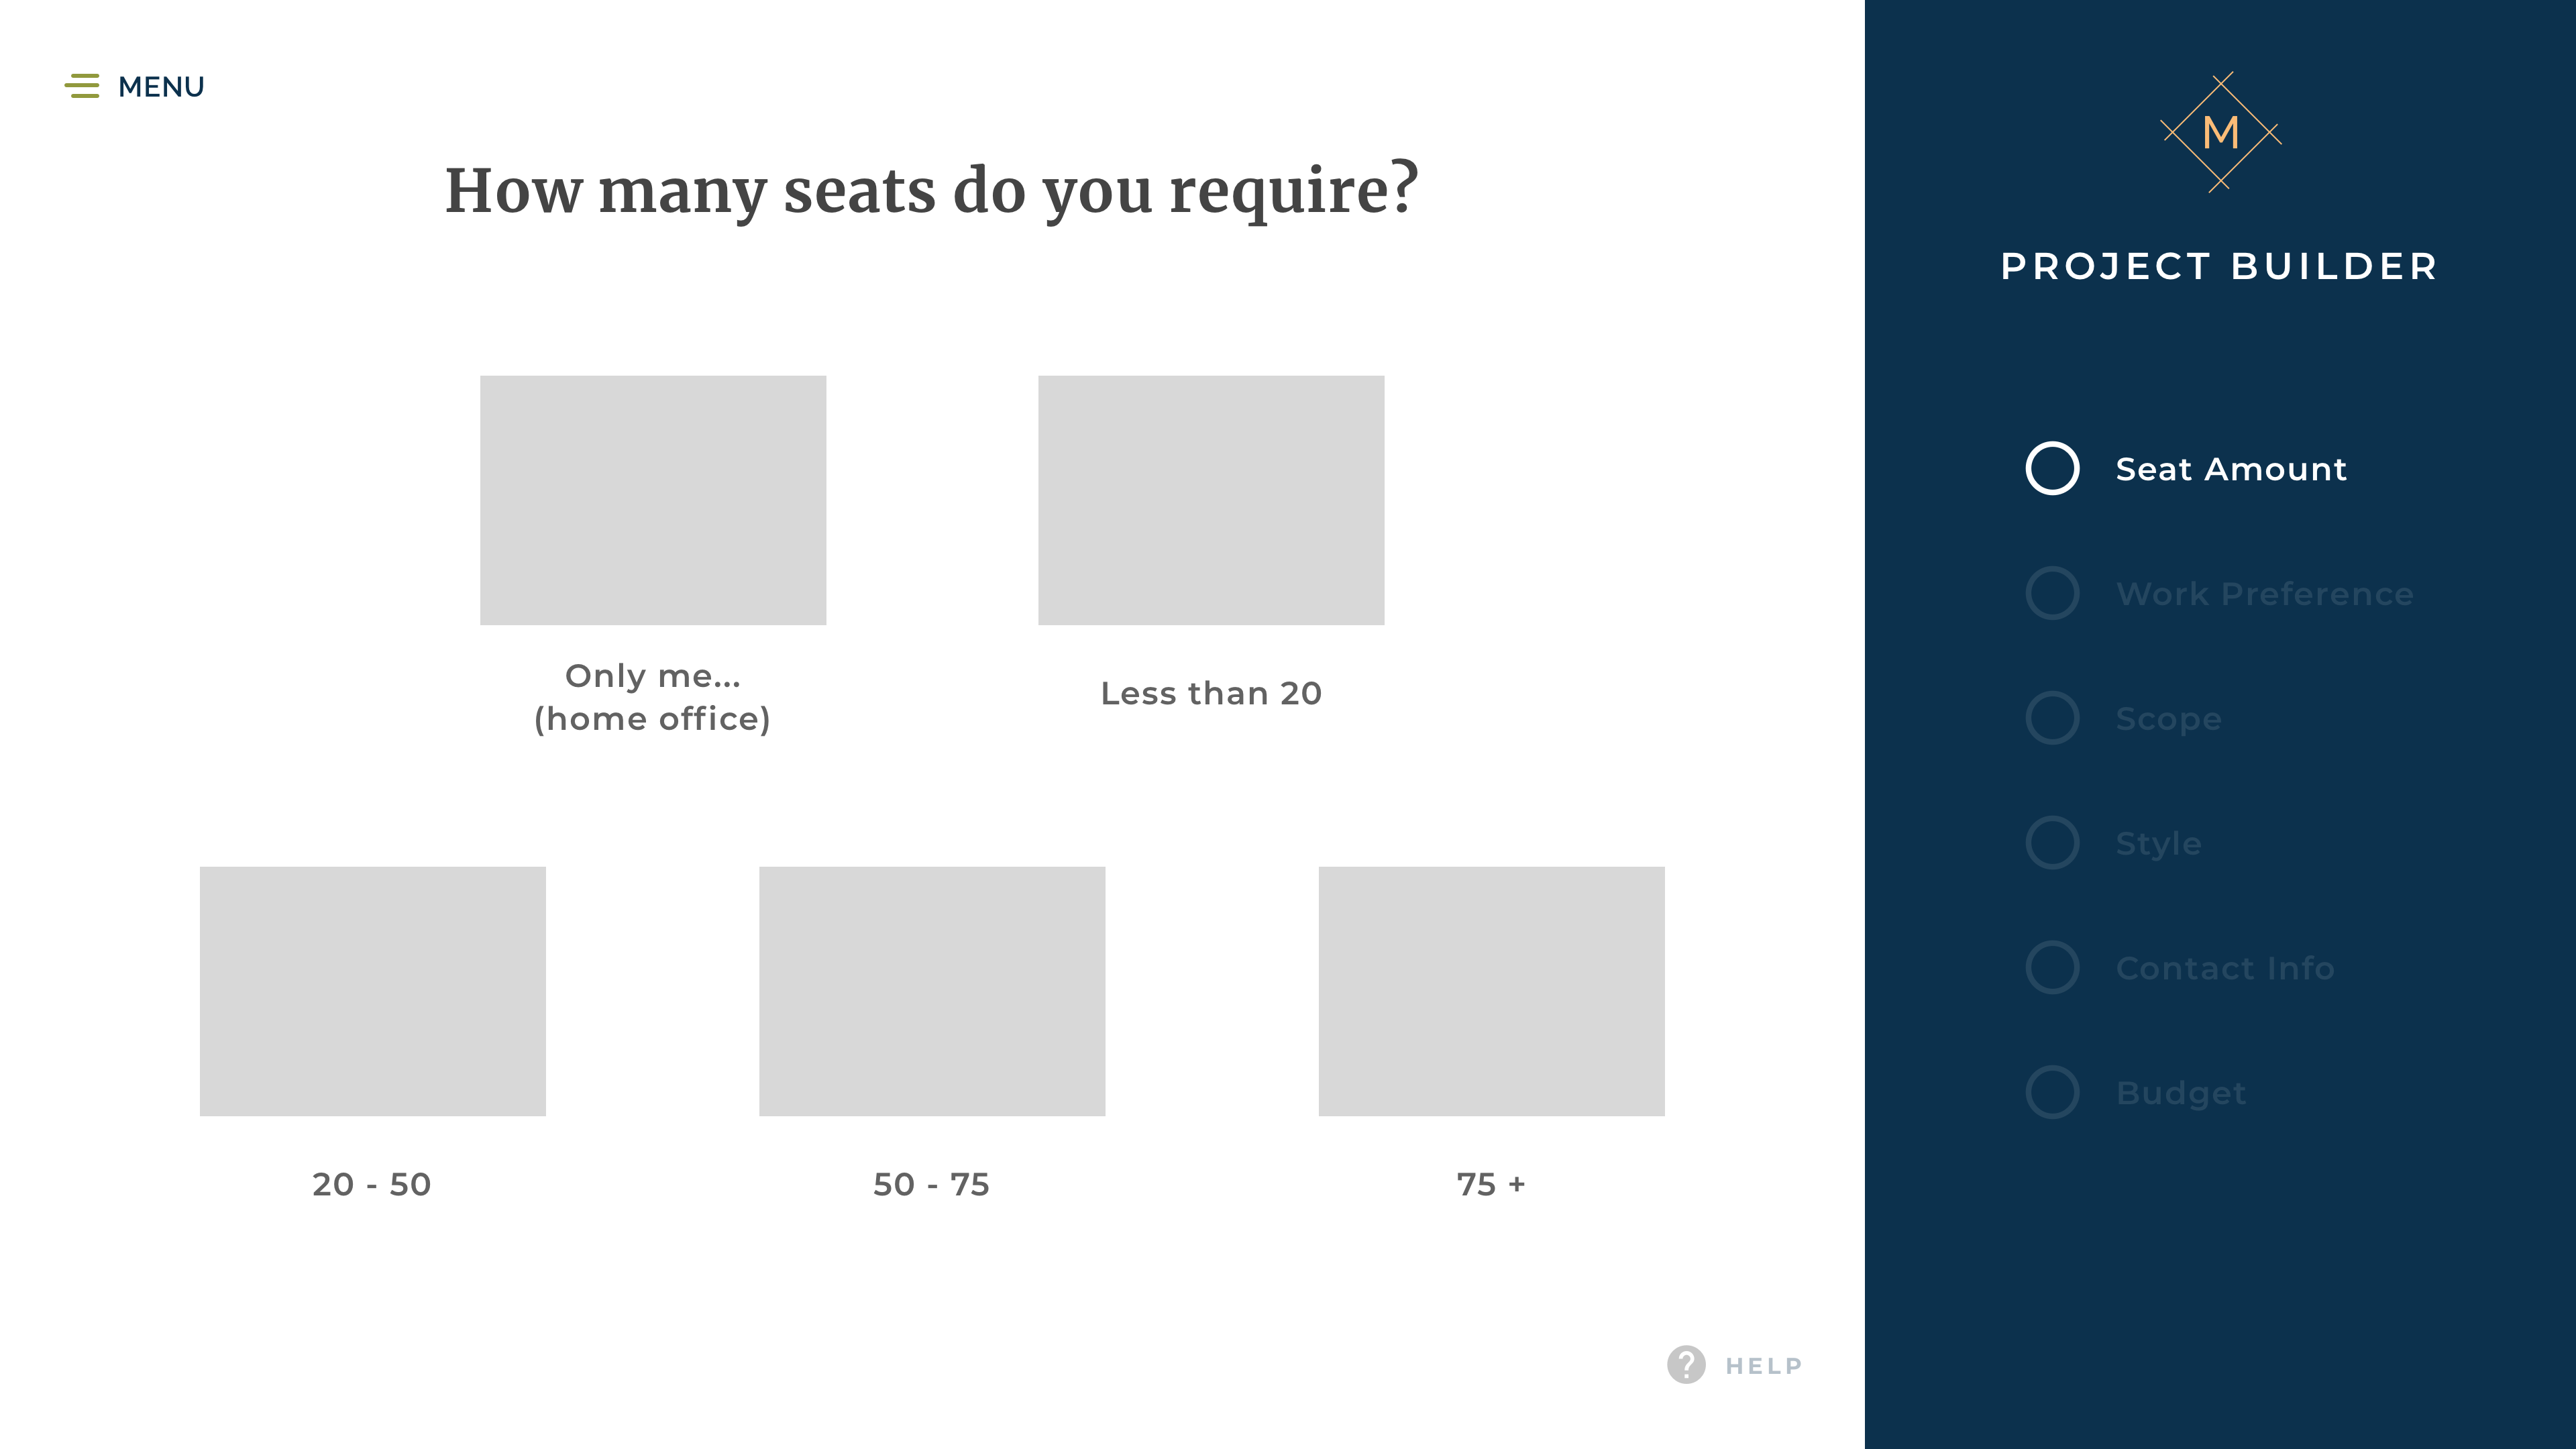 MENU
How many seats do you require?
Only me...
(home office)
Less than 20
20 - 50
50 - 75
75 +
? HELP
M
PROJECT BUILDER
Seat Amount
Work Preference
Scope
Style
Contact Info
Budget